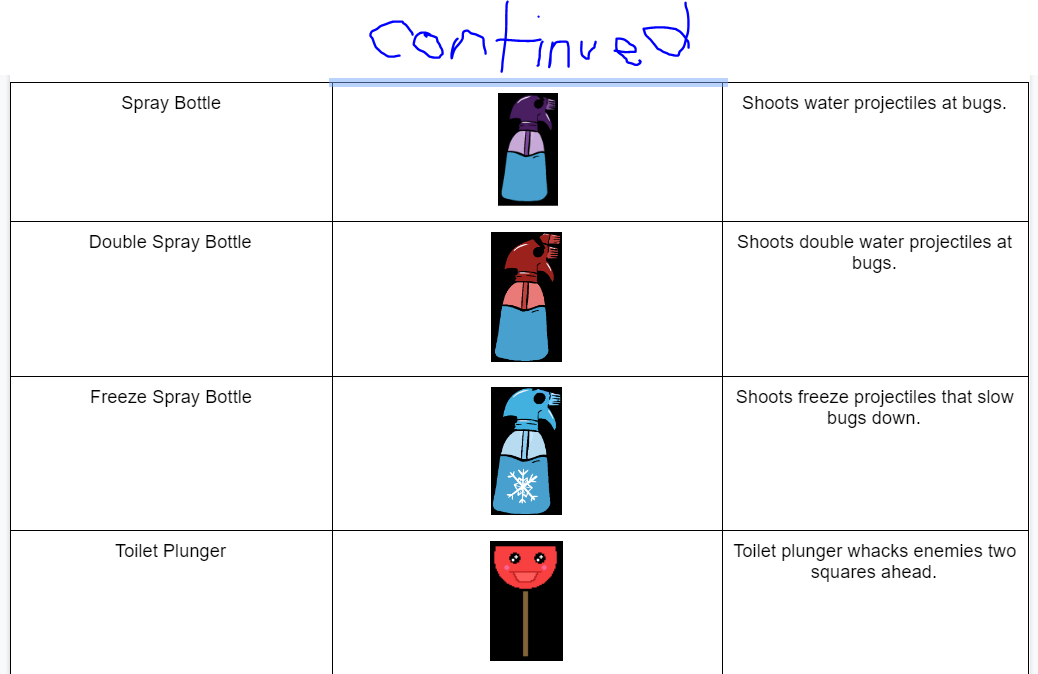 continued
Spray Bottle
Shoots water projectiles at bugs.
Double Spray Bottle
Shoots double water projectiles at
bugs.
Freeze Spray Bottle
Shoots freeze projectiles that slow
bugs down.
Toilet Plunger
Toilet plunger whacks enemies two
squares ahead.